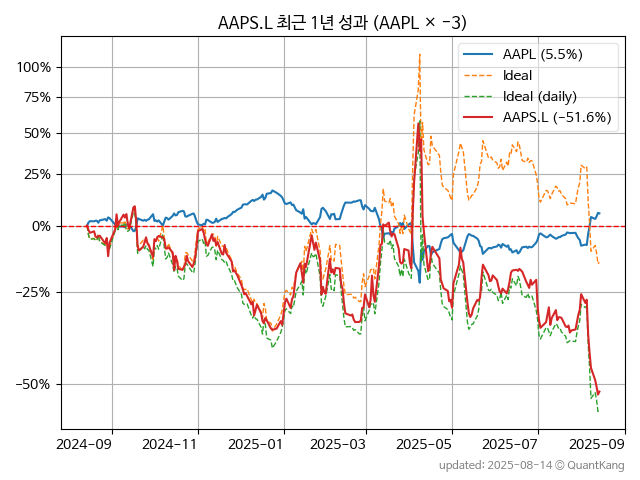 AAPS.L 최근 1년 성과 (AAPL × −3)
AAPL (5.5%)
Ideal
Ideal (daily)
AAPS.L (−51.6%)
100%
75%
50%
25%
0%
−25%
−50%
2024-09
2024-11
2025-01
2025-03
2025-05
2025-07
2025-09
updated: 2025-08-14 © QuantKang